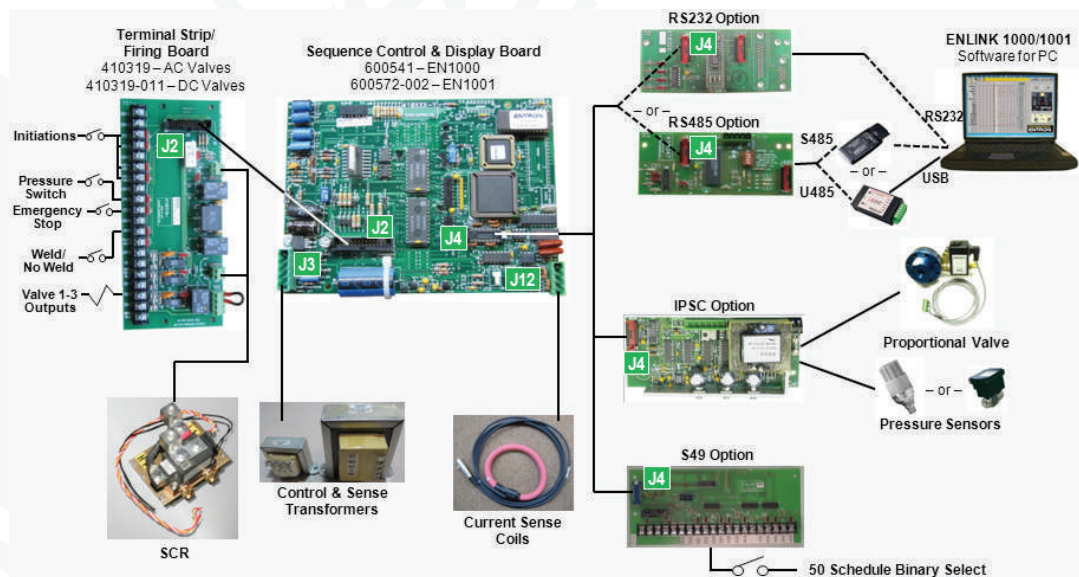 Terminal Strip/
Firing Board
410319 – AC Valves
410319-011 – DC Valves
Initiations
Pressure
Switch
Emergency
Stop
Weld/
No Weld
Valve 1-3
Outputs
J2
SCR
Sequence Control & Display Board
600541 – EN1000
600572-002 – EN1001
J2
J3
J4
J12
Control & Sense
Transformers
Current Sense
Coils
RS232 Option
J4
– or –
RS485 Option
J4
S485
– or –
U485
RS232
USB
ENLINK 1000/1001
Software for PC
ENTRON
IPSC Option
J4
Proportional Valve
– or –
Pressure Sensors
S49 Option
J4
50 Schedule Binary Select